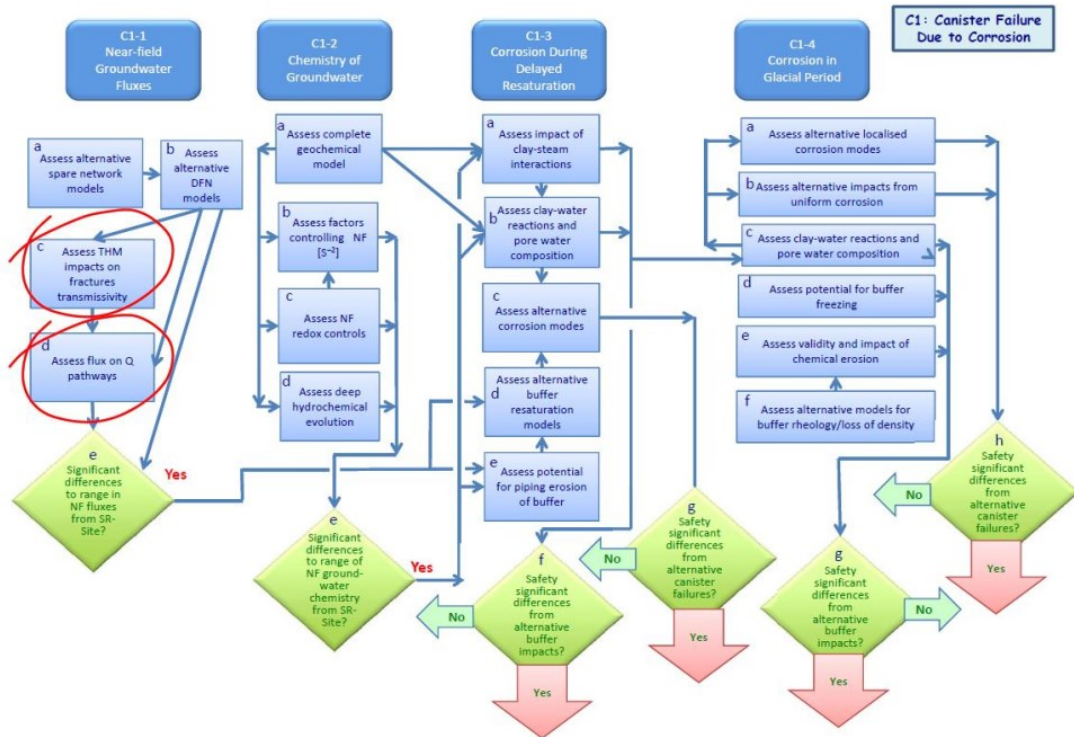 C1: Canister Failure
Due to Corrosion
C1-1
Near-field
Groundwater
Fluxes
a
Assess alternative
spare network
models
b
Assess
alternative
DFN
models
c
Assess THM
impacts on
fractures
transmissivity
d
Assess flux on Q
pathways
e
Significant
differences
to range in
NF fluxes
from SR-
Site?
Yes
C1-2
Chemistry of
Groundwater
a
Assess complete
geochemical
model
b
Assess factors
controlling NF
[S⁻²]
c
Assess NF
redox controls
d
Assess deep
hydrochemical
evolution
e
Significant
differences
to range of
NF ground-
water
chemistry
from SR-
Site?
Yes
C1-3
Corrosion During
Delayed
Resaturation
a
Assess impact of
clay-steam
interactions
b
Assess clay-water
reactions and
pore water
composition
c
Assess alternative
corrosion modes
d
Assess alternative
buffer
resaturation
models
e
Assess potential
for piping erosion
of buffer
f
Safety
significant
differences
from
alternative
buffer
impacts?
No
Yes
g
Safety
significant
differences
from
alternative
canister
failures?
No
Yes
C1-4
Corrosion in
Glacial Period
a
Assess alternative localised
corrosion modes
b
Assess alternative impacts from
uniform corrosion
c
Assess clay-water reactions and
pore water composition
d
Assess potential for buffer
freezing
e
Assess validity and impact of
chemical erosion
f
Assess alternative models for
buffer rheology/loss of density
g
Safety
significant
differences
from
alternative
buffer
impacts?
No
Yes
h
Safety
significant
differences
from
alternative
canister
failures?
No
Yes